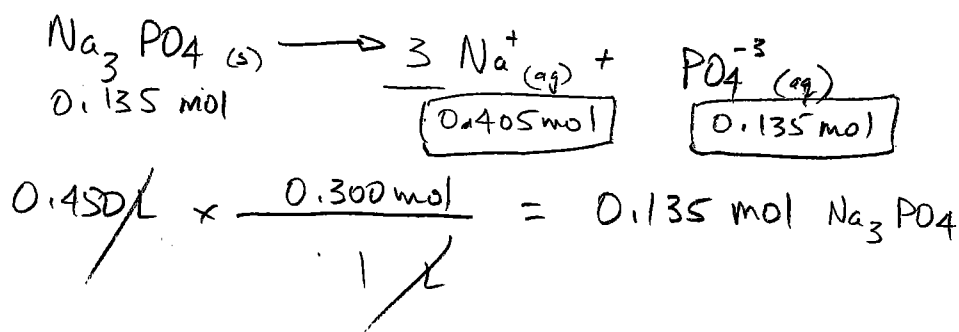 Na₃PO₄ (s) → 3 Na⁺ (aq) + PO₄⁻³ (aq)
0.135 mol 0.405 mol 0.135 mol
0.450 L × 0.300 mol / 1 L = 0.135 mol Na₃PO₄